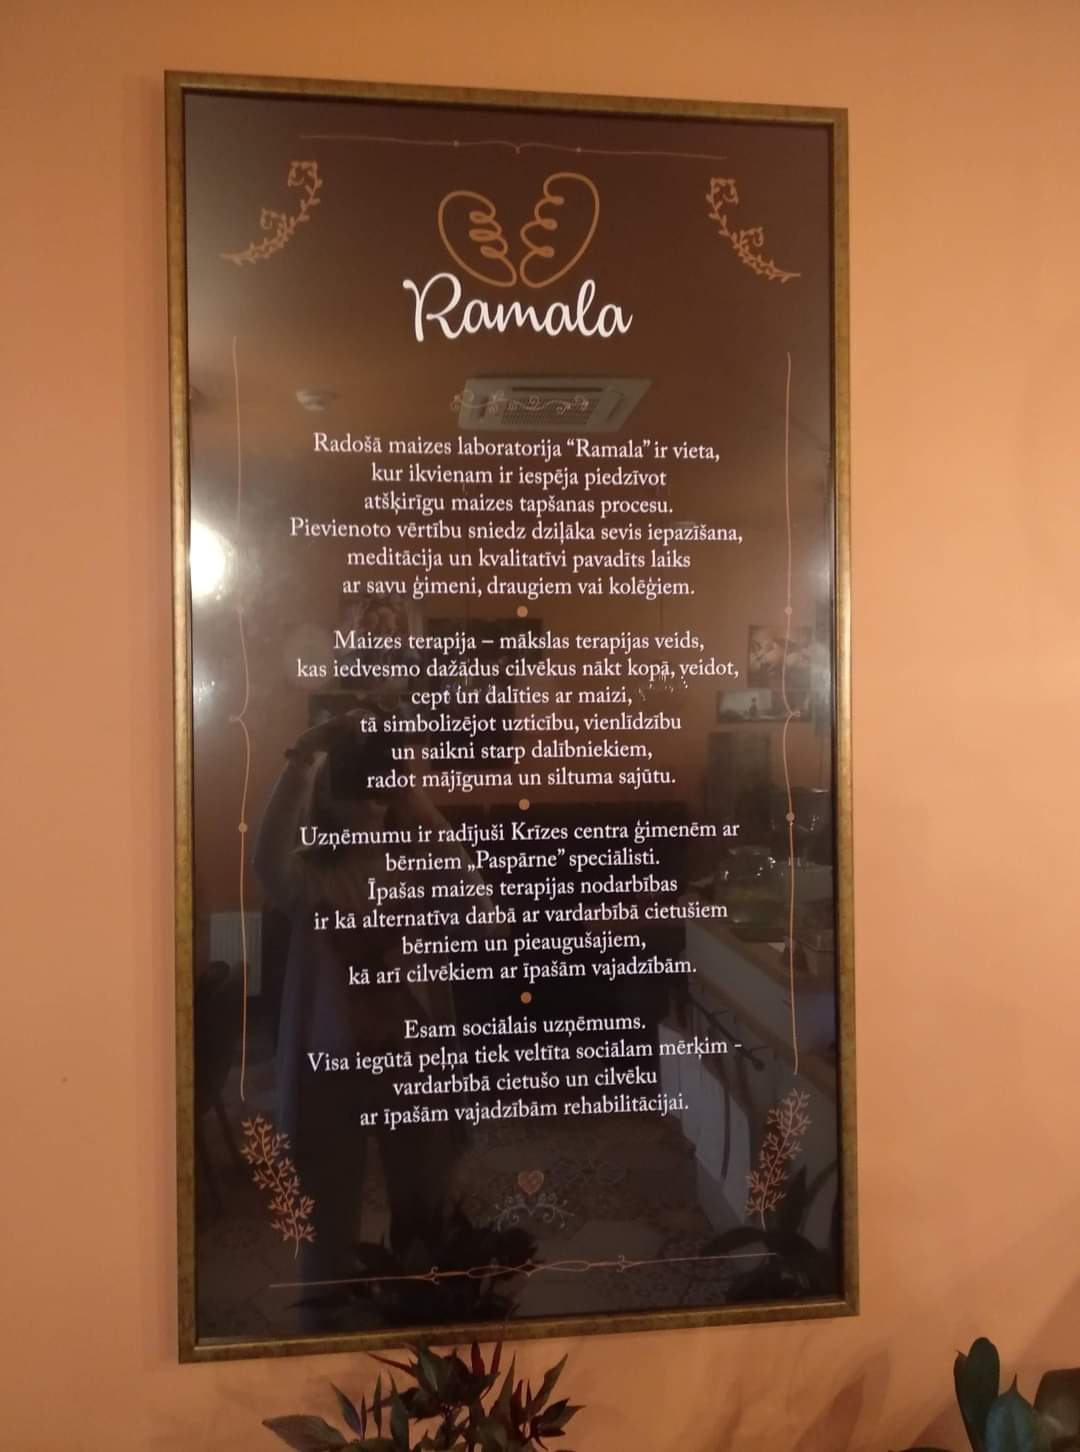 Ramala
Radošā maizes laboratorija “Ramala” ir vieta,
kur ikvienam ir iespēja piedzīvot
atšķirīgu maizes tapšanas procesu.
Pievienoto vērtību sniedz dziļāka sevis iepazīšana,
meditācija un kvalitatīvi pavadīts laiks
ar savu ģimeni, draugiem vai kolēģiem.
Maizes terapija – mākslas terapijas veids,
kas iedvesmo dažādus cilvēkus nākt kopā, veidot,
cept un dalīties ar maizi,
tā simbolizējot uzticību, vienlīdzību
un saikni starp dalībniekiem,
radot mājīguma un siltuma sajūtu.
Uzņēmumu ir radījuši Krīzes centra ģimenēm ar
bērniem „Paspārne” speciālisti.
Īpašas maizes terapijas nodarbības
ir kā alternatīva darbā ar vardarbībā cietušiem
bērniem un pieaugušajiem,
kā arī cilvēkiem ar īpašām vajadzībām.
Esam sociālais uzņēmums.
Visa iegūtā peļņa tiek veltīta sociālam mērķim -
vardarbībā cietušo un cilvēku
ar īpašām vajadzībām rehabilitācijai.